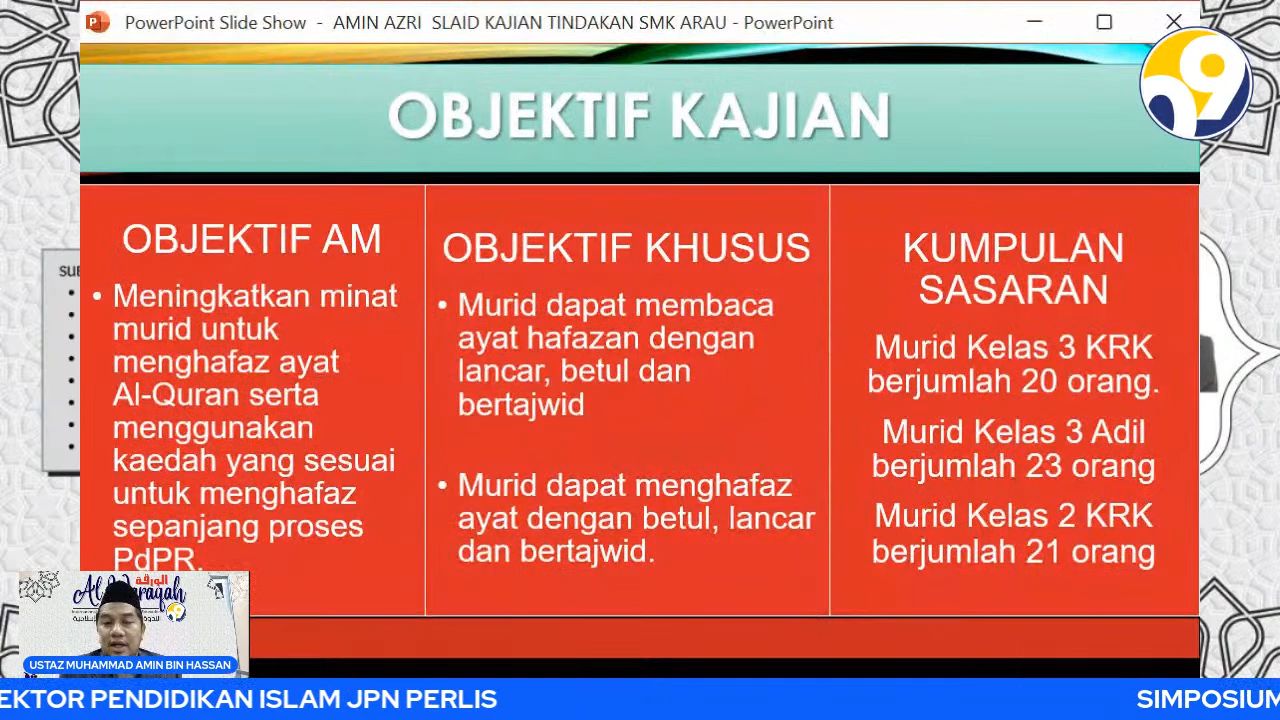 PowerPoint Slide Show - AMIN AZRI SLAID KAJIAN TINDAKAN SMK ARAU - PowerPoint
OBJEKTIF KAJIAN
OBJEKTIF AM
• Meningkatkan minat
murid untuk
menghafaz ayat
Al-Quran serta
menggunakan
kaedah yang sesuai
untuk menghafaz
sepanjang proses
PdPR.
OBJEKTIF KHUSUS
• Murid dapat membaca
ayat hafazan dengan
lancar, betul dan
bertajwid
• Murid dapat menghafaz
ayat dengan betul, lancar
dan bertajwid.
KUMPULAN
SASARAN
Murid Kelas 3 KRK
berjumlah 20 orang.
Murid Kelas 3 Adil
berjumlah 23 orang
Murid Kelas 2 KRK
berjumlah 21 orang
الورقة
USTAZ MUHAMMAD AMIN BIN HASSAN
EKTOR PENDIDIKAN ISLAM JPN PERLIS
SIMPOSIUM